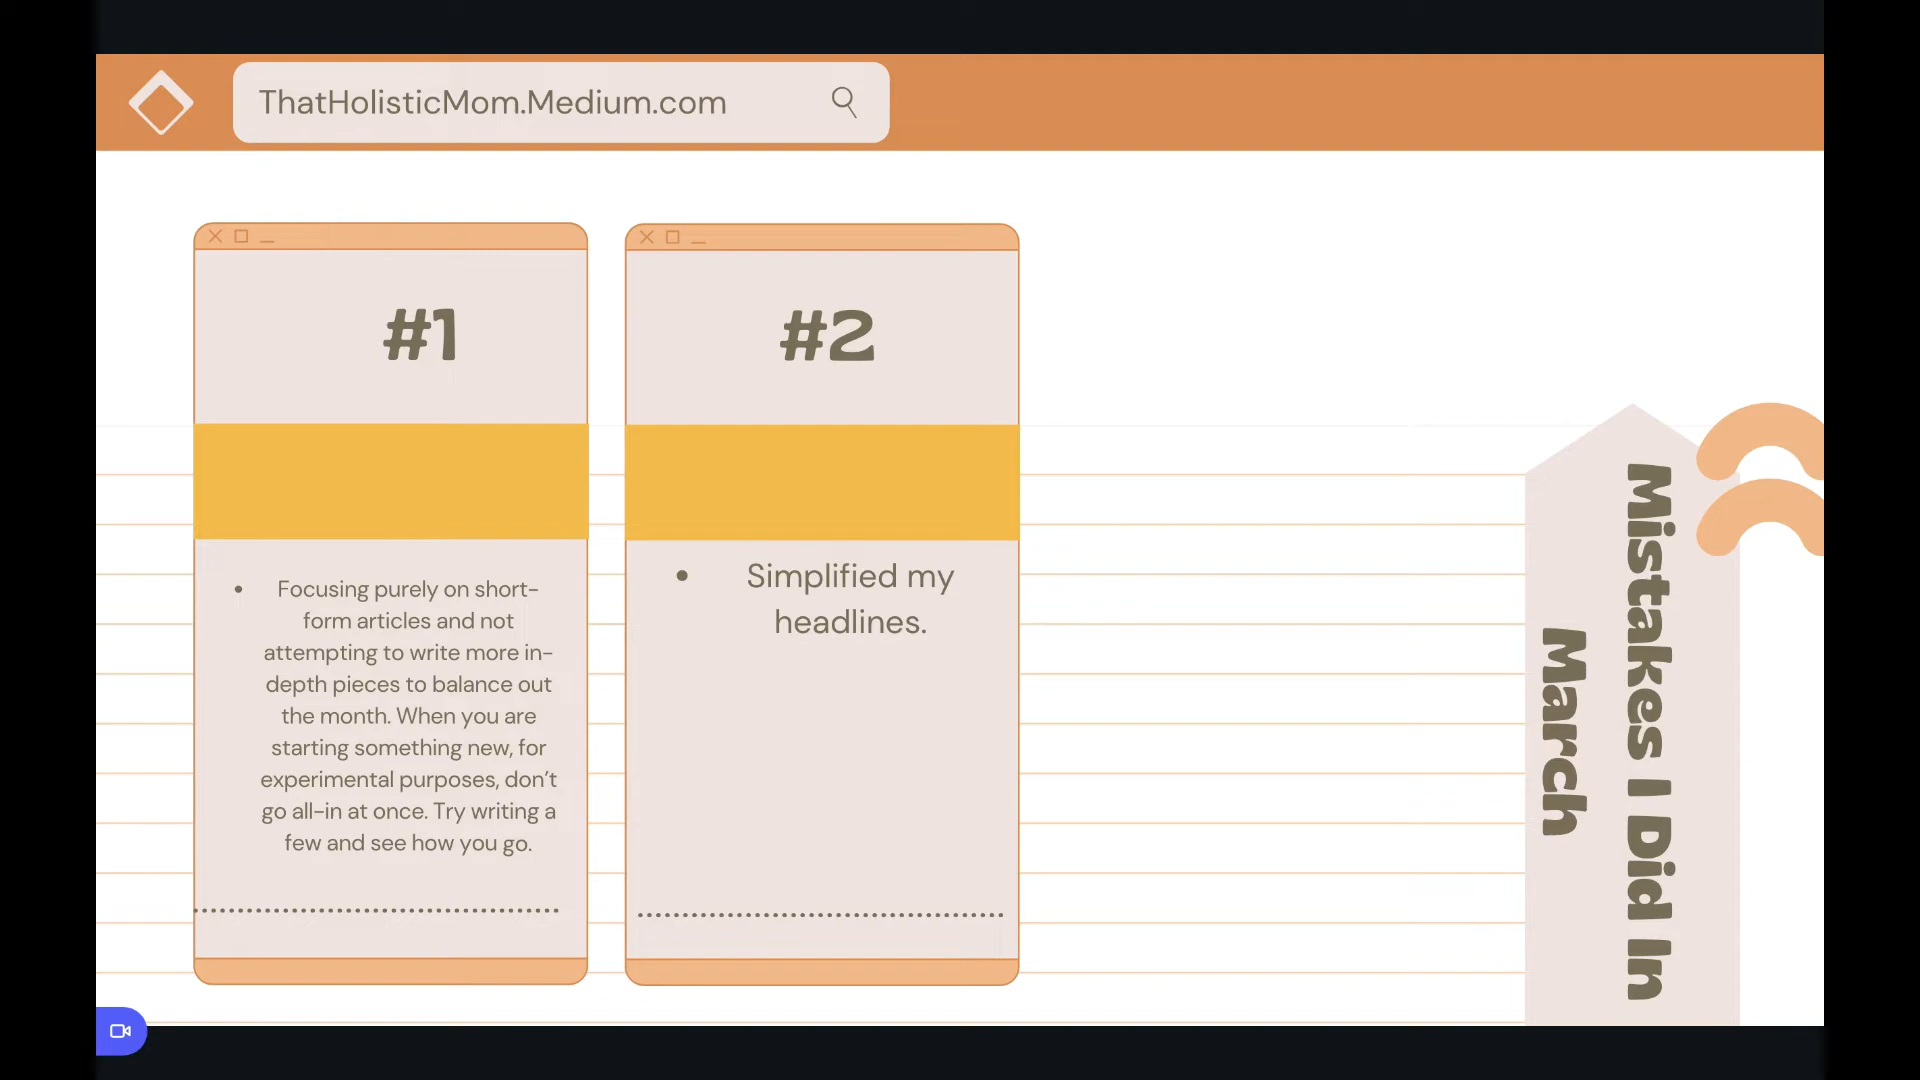 ThatHolisticMom.Medium.com
#1
Focusing purely on short-
form articles and not
attempting to write more in-
depth pieces to balance out
the month. When you are
starting something new, for
experimental purposes, don’t
go all-in at once. Try writing a
few and see how you go.
#2
Simplified my
headlines.
Mistakes I Did In
March